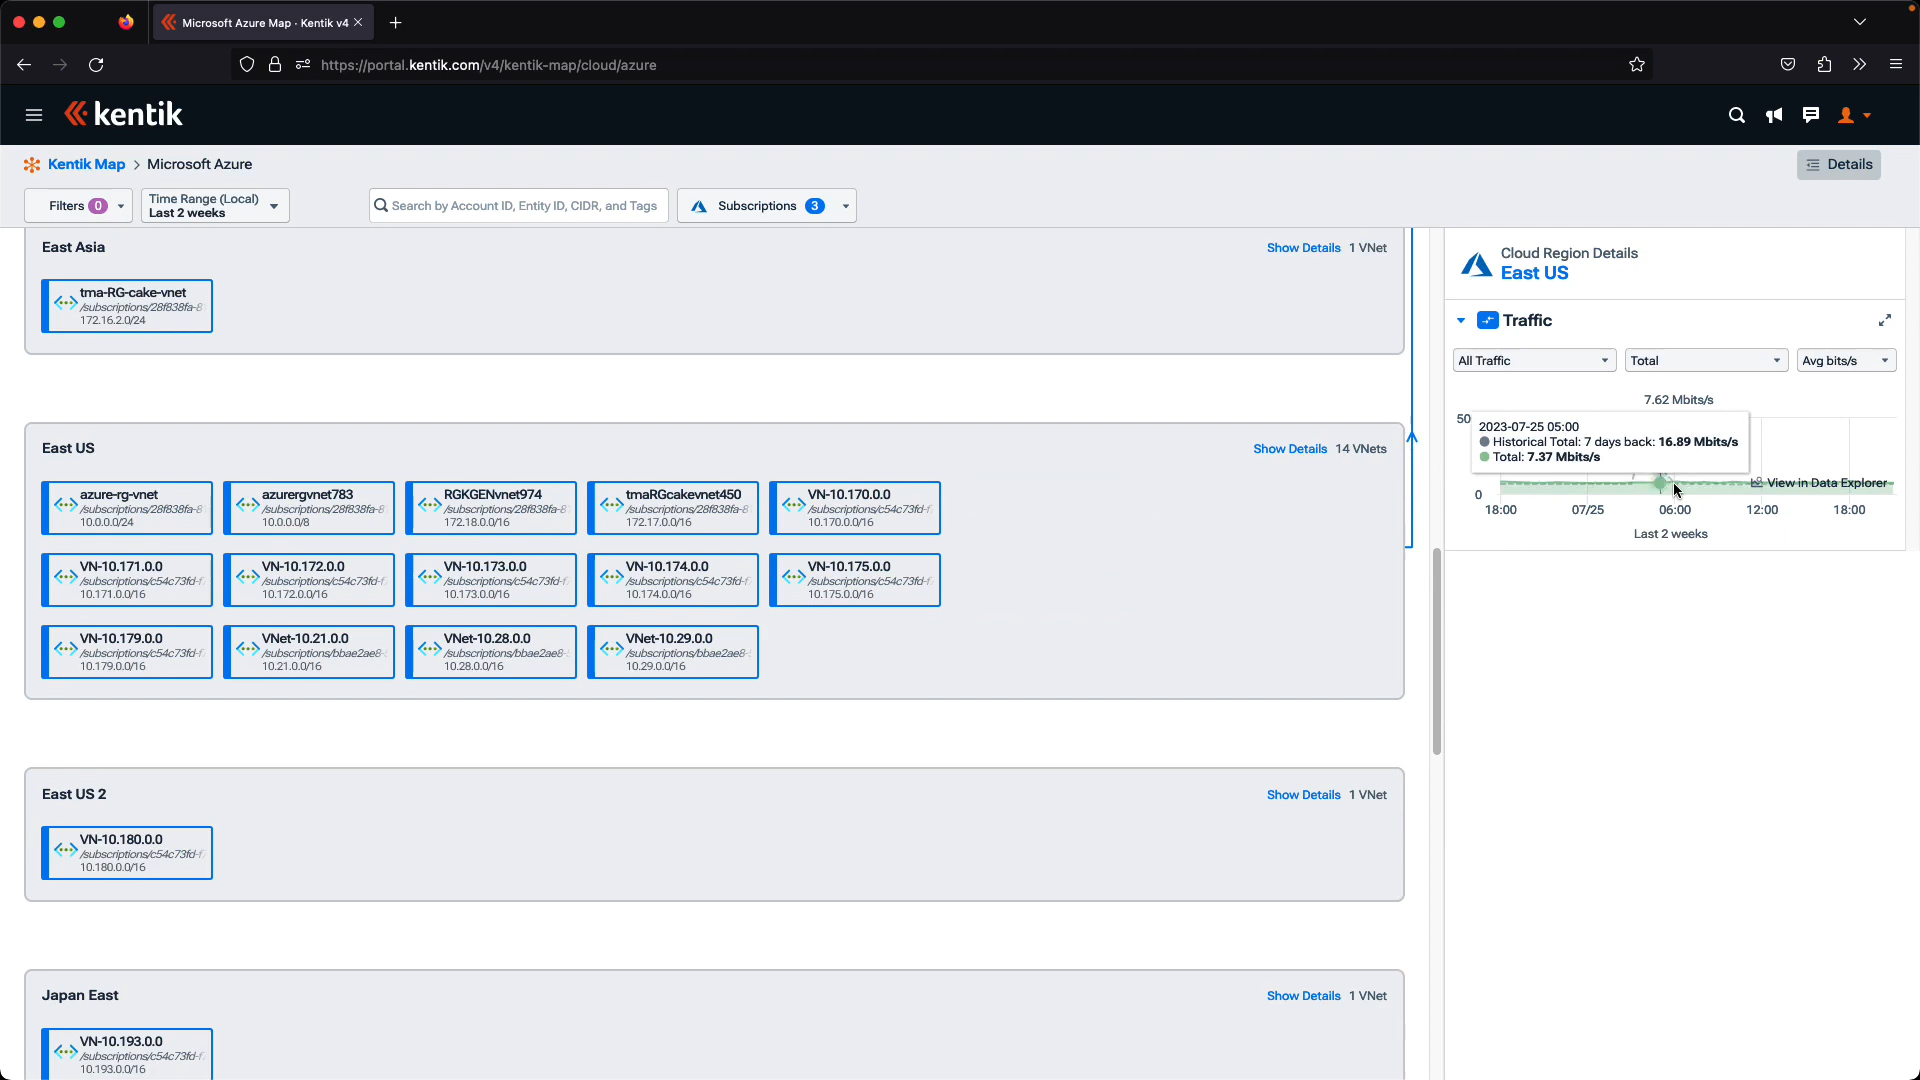 Microsoft Azure Map · Kentik v4
https://portal.kentik.com/v4/kentik-map/cloud/azure
kentik
Kentik Map > Microsoft Azure
Details
Filters 0
Time Range (Local)
Last 2 weeks
Search by Account ID, Entity ID, CIDR, and Tags
Subscriptions 3
East Asia
Show Details 1 VNet
tma-RG-cake-vnet
/subscriptions/28f838fa-8
172.16.2.0/24
East US
Show Details 14 VNets
azure-rg-vnet
/subscriptions/28f838fa-8
10.0.0.0/24
azurergvnet783
/subscriptions/28f838fa-8
10.0.0.0/8
RGKGENvnet974
/subscriptions/28f838fa-8
172.18.0.0/16
tmaRGcakevnet450
/subscriptions/28f838fa-8
172.17.0.0/16
VN-10.170.0.0
/subscriptions/c54c73fd-f
10.170.0.0/16
VN-10.171.0.0
/subscriptions/c54c73fd-f
10.171.0.0/16
VN-10.172.0.0
/subscriptions/c54c73fd-f
10.172.0.0/16
VN-10.173.0.0
/subscriptions/c54c73fd-f
10.173.0.0/16
VN-10.174.0.0
/subscriptions/c54c73fd-f
10.174.0.0/16
VN-10.175.0.0
/subscriptions/c54c73fd-f
10.175.0.0/16
VN-10.179.0.0
/subscriptions/c54c73fd-f
10.179.0.0/16
VNet-10.21.0.0
/subscriptions/bbae2ae8-
10.21.0.0/16
VNet-10.28.0.0
/subscriptions/bbae2ae8-
10.28.0.0/16
VNet-10.29.0.0
/subscriptions/bbae2ae8-
10.29.0.0/16
East US 2
Show Details 1 VNet
VN-10.180.0.0
/subscriptions/c54c73fd-f
10.180.0.0/16
Japan East
Show Details 1 VNet
VN-10.193.0.0
/subscriptions/c54c73fd-f
10.193.0.0/16
Cloud Region Details
East US
Traffic
All Traffic
Total
Avg bits/s
7.62 Mbits/s
50
2023-07-25 05:00
Historical Total: 7 days back: 16.89 Mbits/s
Total: 7.37 Mbits/s
View in Data Explorer
0
18:00 07/25 06:00 12:00 18:00
Last 2 weeks